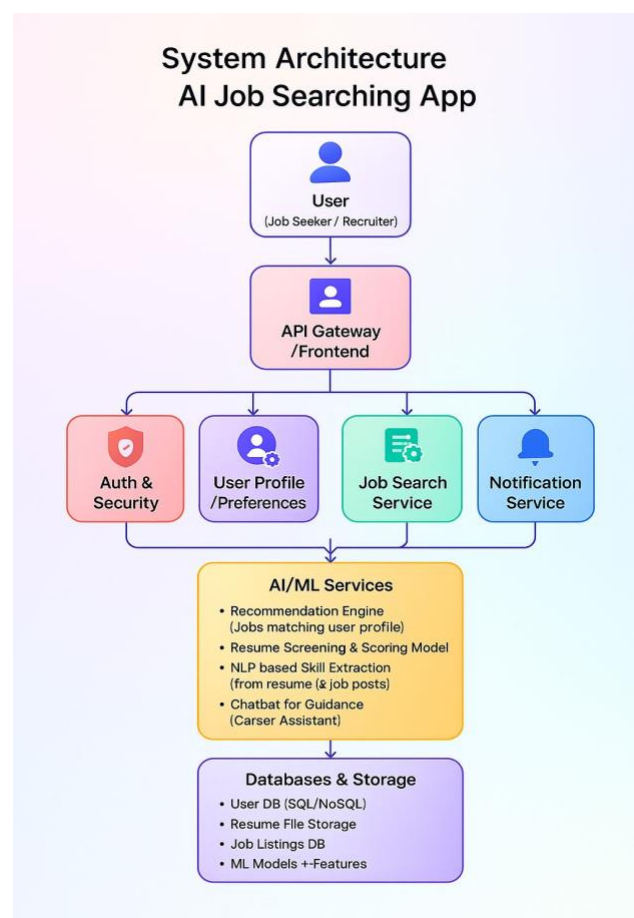 System Architecture
AI Job Searching App
User
(Job Seeker / Recruiter)
API Gateway
/Frontend
Auth &
Security
User Profile
/Preferences
Job Search
Service
Notification
Service
AI/ML Services
• Recommendation Engine
(Jobs matching user profile)
• Resume Screening & Scoring Model
• NLP based Skill Extraction
(from resume (& job posts)
• Chatbat for Guidance
(Carser Assistant)
Databases & Storage
• User DB (SQL/NoSQL)
• Resume FIle Storage
• Job Listings DB
• ML Models +-Features